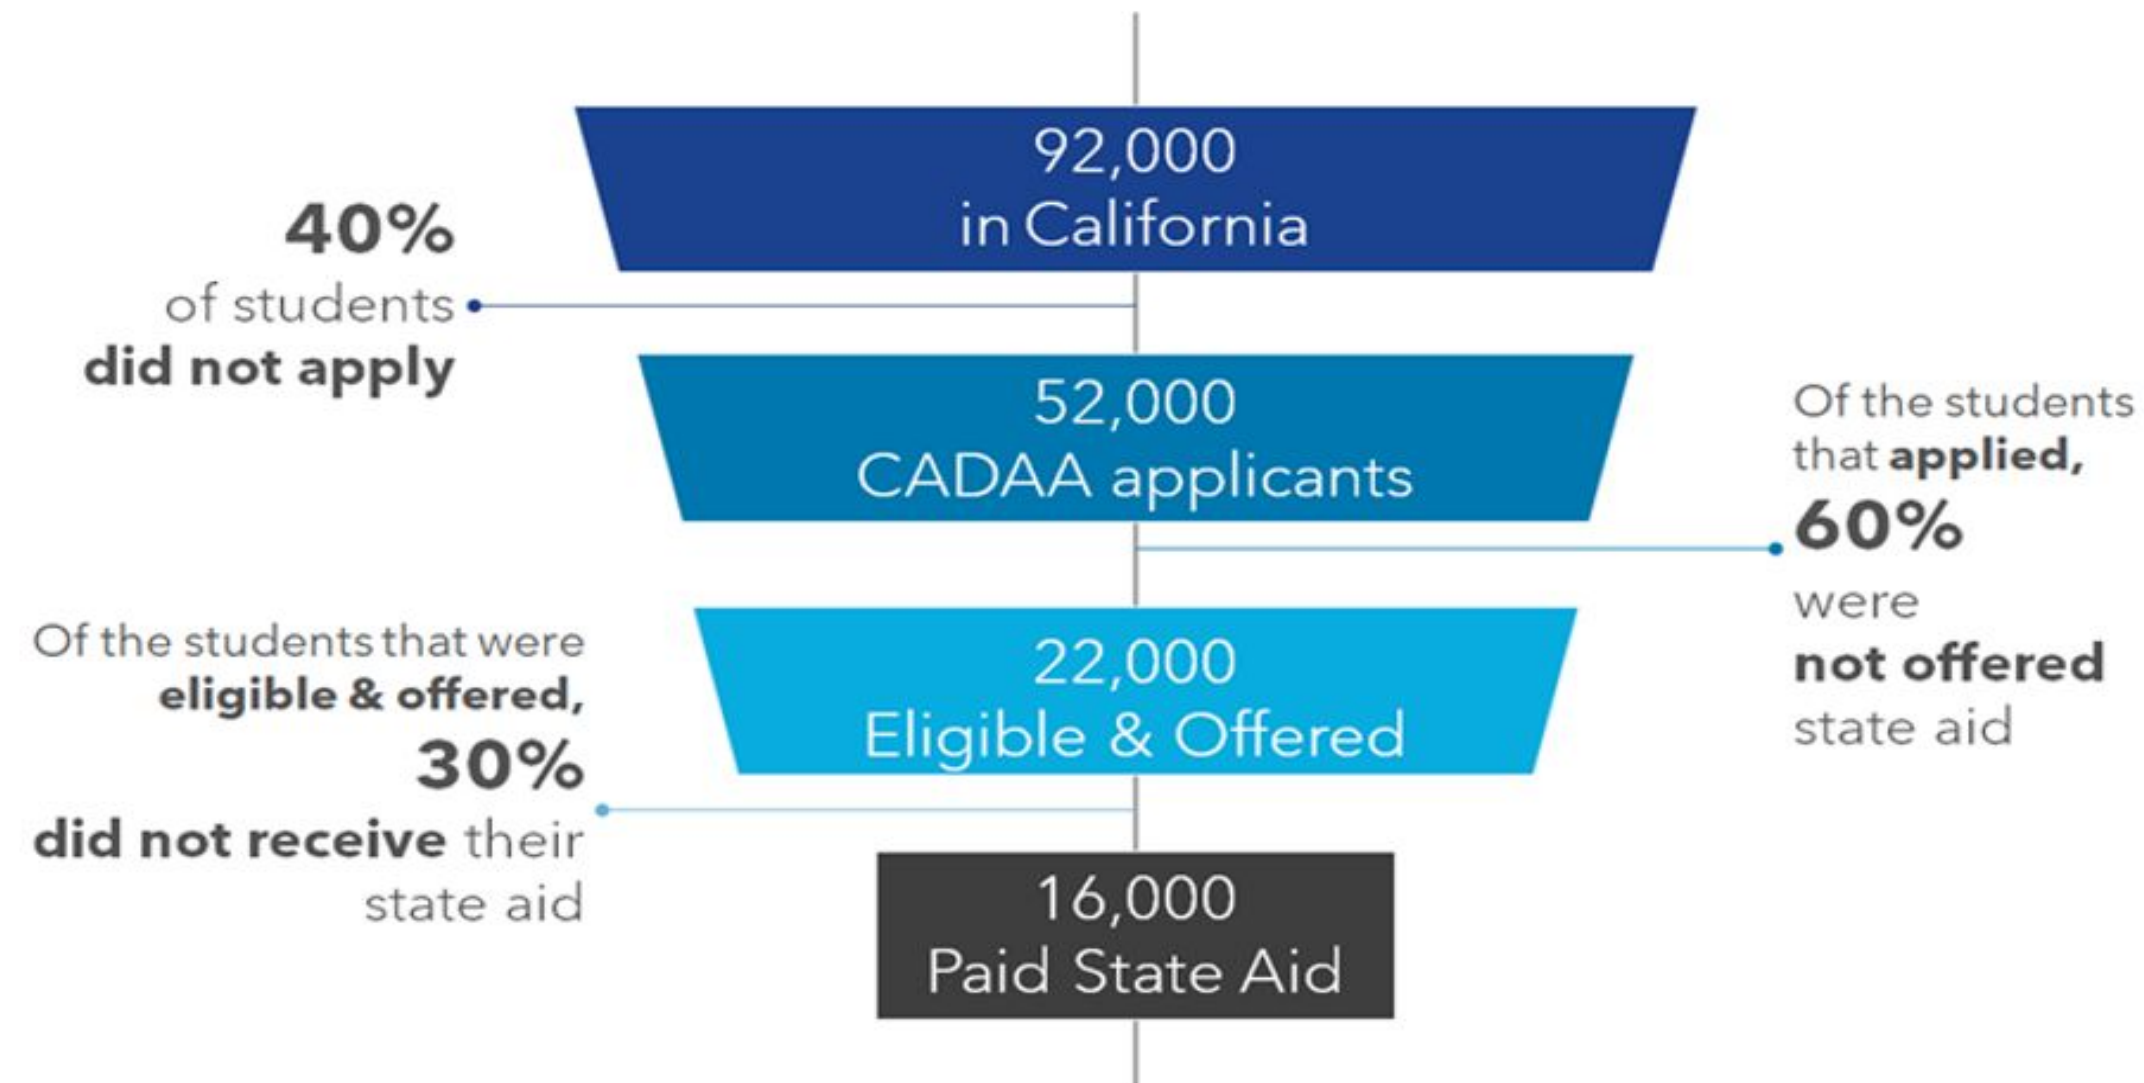 92,000
in California
40%
of students
did not apply
52,000
CADAA applicants
Of the students
that applied,
60%
were
not offered
state aid
22,000
Eligible & Offered
Of the students that were
eligible & offered,
30%
did not receive their
state aid
16,000
Paid State Aid